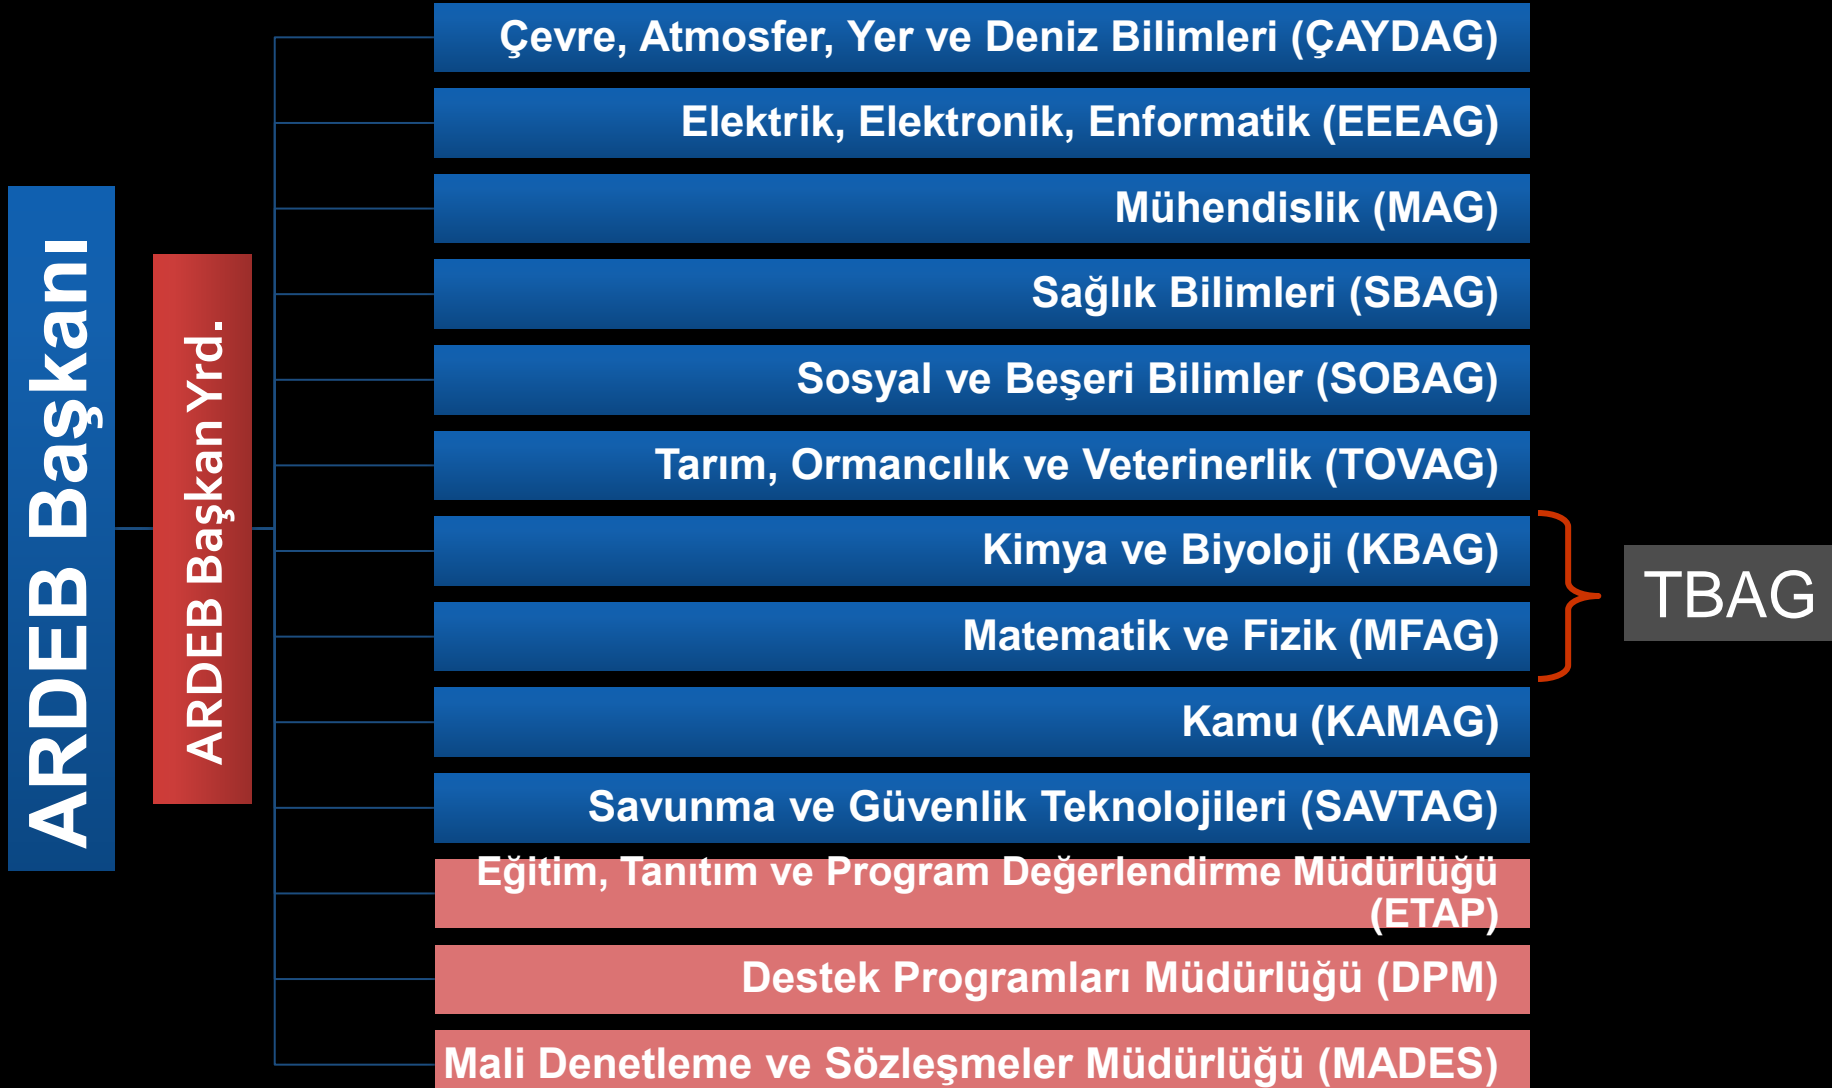 ARDEB Başkanı
ARDEB Başkan Yrd.
Çevre, Atmosfer, Yer ve Deniz Bilimleri (ÇAYDAG)
Elektrik, Elektronik, Enformatik (EEEAG)
Mühendislik (MAG)
Sağlık Bilimleri (SBAG)
Sosyal ve Beşeri Bilimler (SOBAG)
Tarım, Ormancılık ve Veterinerlik (TOVAG)
Kimya ve Biyoloji (KBAG)
Matematik ve Fizik (MFAG)
TBAG
Kamu (KAMAG)
Savunma ve Güvenlik Teknolojileri (SAVTAG)
Eğitim, Tanıtım ve Program Değerlendirme Müdürlüğü
(ETAP)
Destek Programları Müdürlüğü (DPM)
Mali Denetleme ve Sözleşmeler Müdürlüğü (MADES)